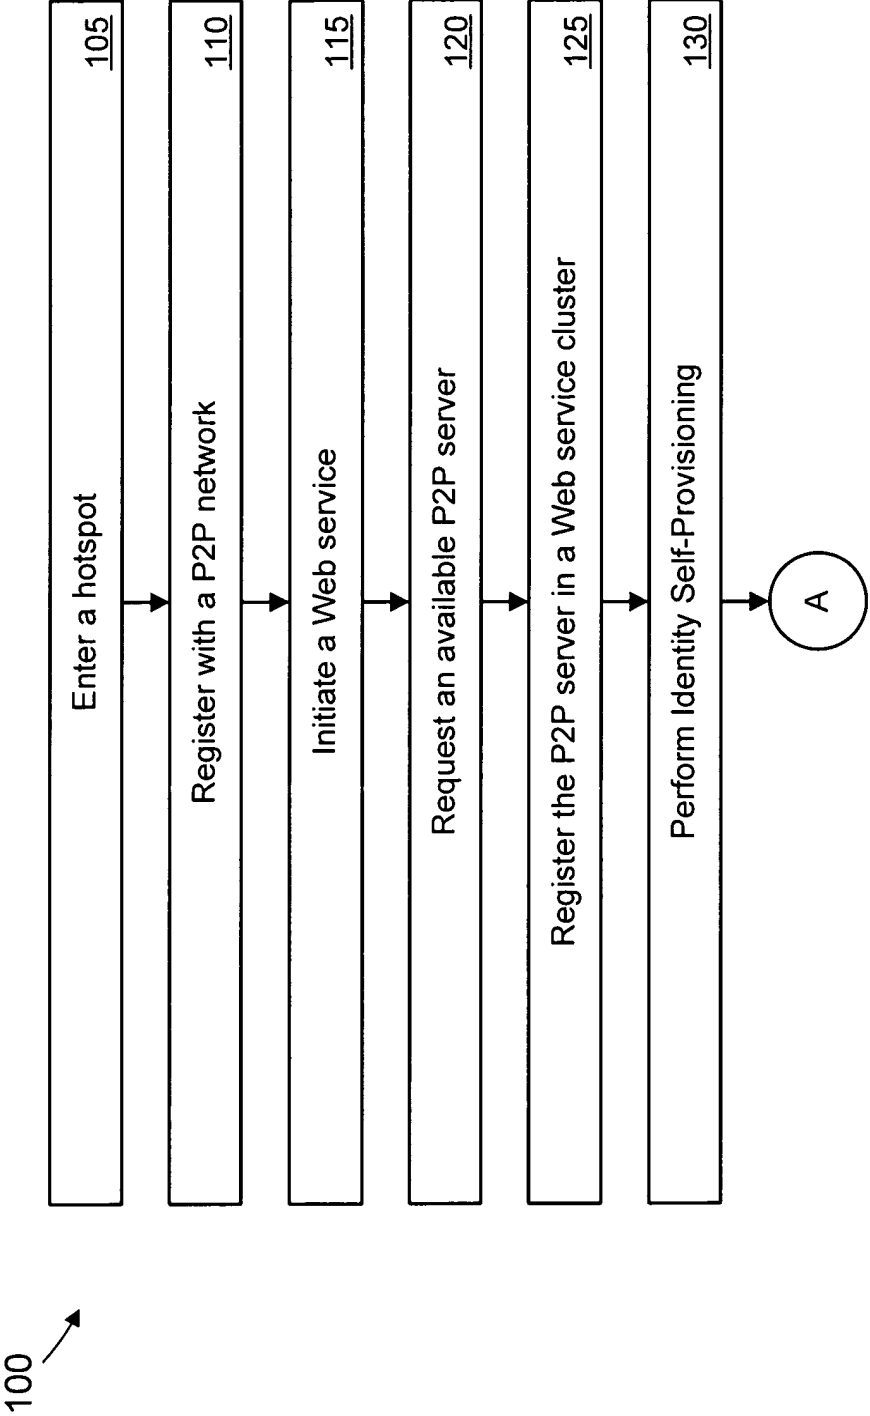 100
Enter a hotspot
105
Register with a P2P network
110
Initiate a Web service
115
Request an available P2P server
120
Register the P2P server in a Web service cluster
125
Perform Identity Self-Provisioning
130
A